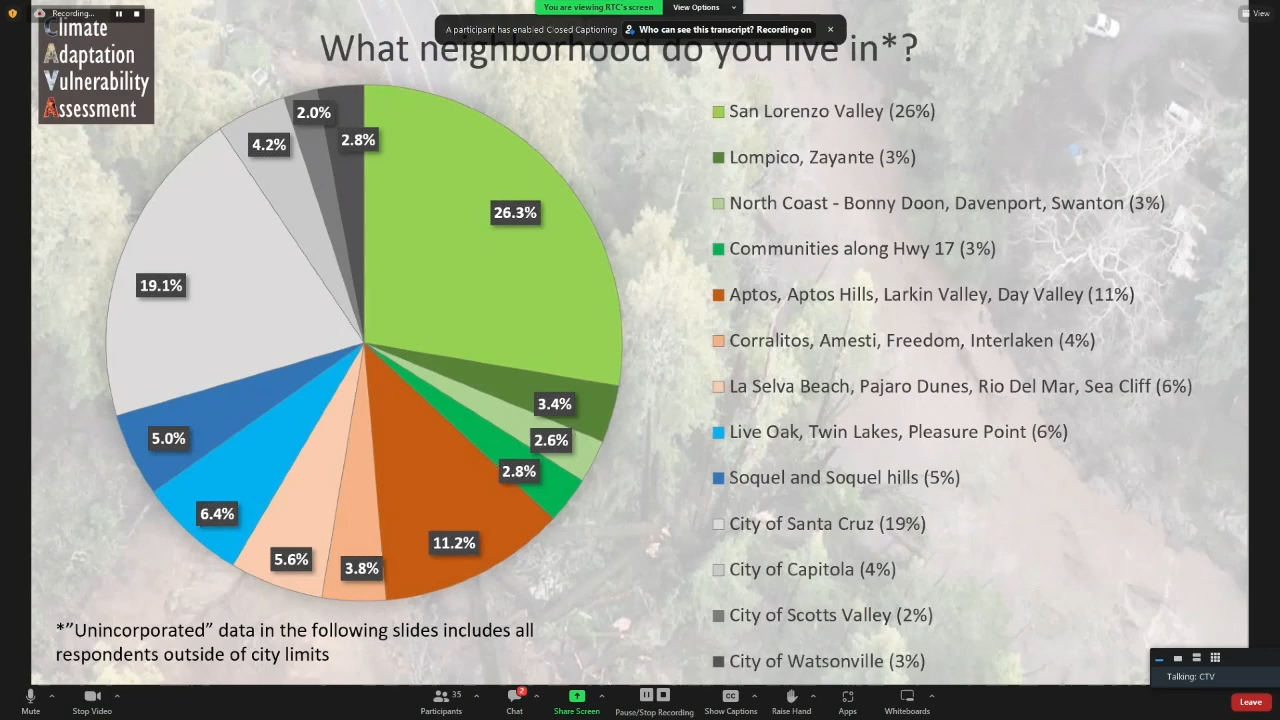 Recording...
You are viewing RTC's screen
View Options
View
A participant has enabled Closed Captioning
Who can see this transcript? Recording on
Climate
Adaptation
Vulnerability
Assessment
What neighborhood do you live in*?
2.0%
2.8%
4.2%
26.3%
19.1%
3.4%
5.0%
2.6%
2.8%
6.4%
11.2%
5.6%
3.8%
San Lorenzo Valley (26%)
Lompico, Zayante (3%)
North Coast - Bonny Doon, Davenport, Swanton (3%)
Communities along Hwy 17 (3%)
Aptos, Aptos Hills, Larkin Valley, Day Valley (11%)
Corralitos, Amesti, Freedom, Interlaken (4%)
La Selva Beach, Pajaro Dunes, Rio Del Mar, Sea Cliff (6%)
Live Oak, Twin Lakes, Pleasure Point (6%)
Soquel and Soquel hills (5%)
City of Santa Cruz (19%)
City of Capitola (4%)
City of Scotts Valley (2%)
City of Watsonville (3%)
*”Unincorporated” data in the following slides includes all
respondents outside of city limits
Talking: CTV
Mute
Stop Video
35
Participants
2
Chat
Share Screen
Pause/Stop Recording
CC
Show Captions
Raise Hand
Apps
Whiteboards
Leave